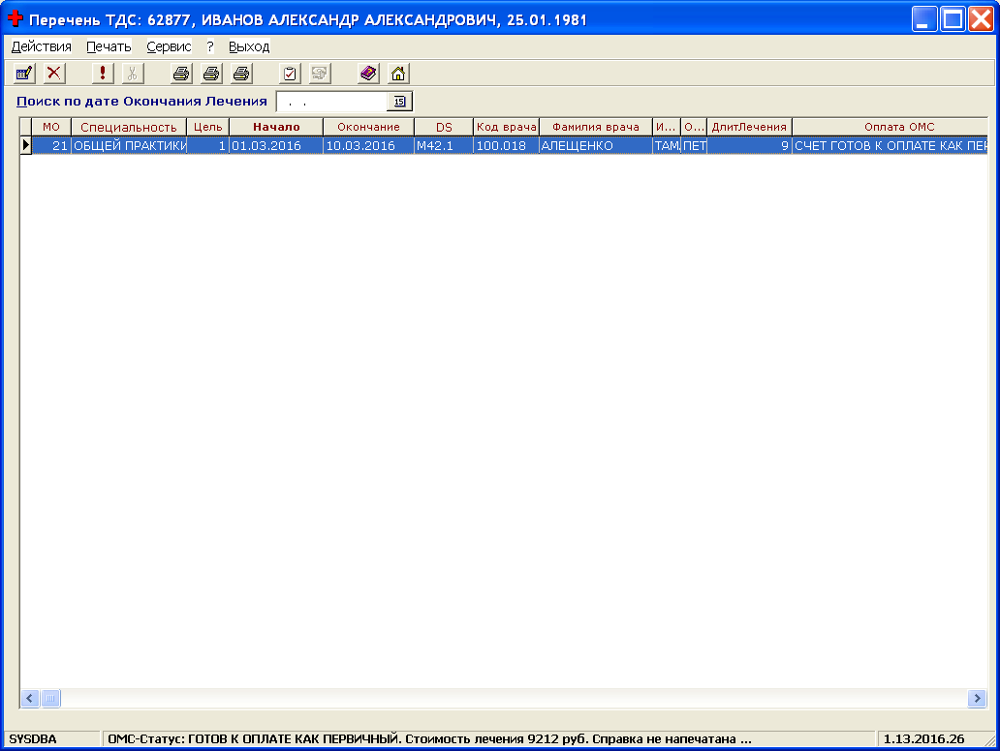 Перечень ТДС: 62877, ИВАНОВ АЛЕКСАНДР АЛЕКСАНДРОВИЧ, 25.01.1981
Действия Печать Сервис ? Выход
Поиск по дате Окончания Лечения . . 15
МО Специальность Цель Начало Окончание DS Код врача Фамилия врача И... О... ДлитЛечения Оплата ОМС
21 ОБЩЕЙ ПРАКТИКИ 1 01.03.2016 10.03.2016 M42.1 100.018 АЛЕЩЕНКО ТАМ ПЕТ 9 СЧЕТ ГОТОВ К ОПЛАТЕ КАК ПЕР
SYSDBA ОМС-Статус: ГОТОВ К ОПЛАТЕ КАК ПЕРВИЧНЫЙ. Стоимость лечения 9212 руб. Справка не напечатана ... 1.13.2016.26